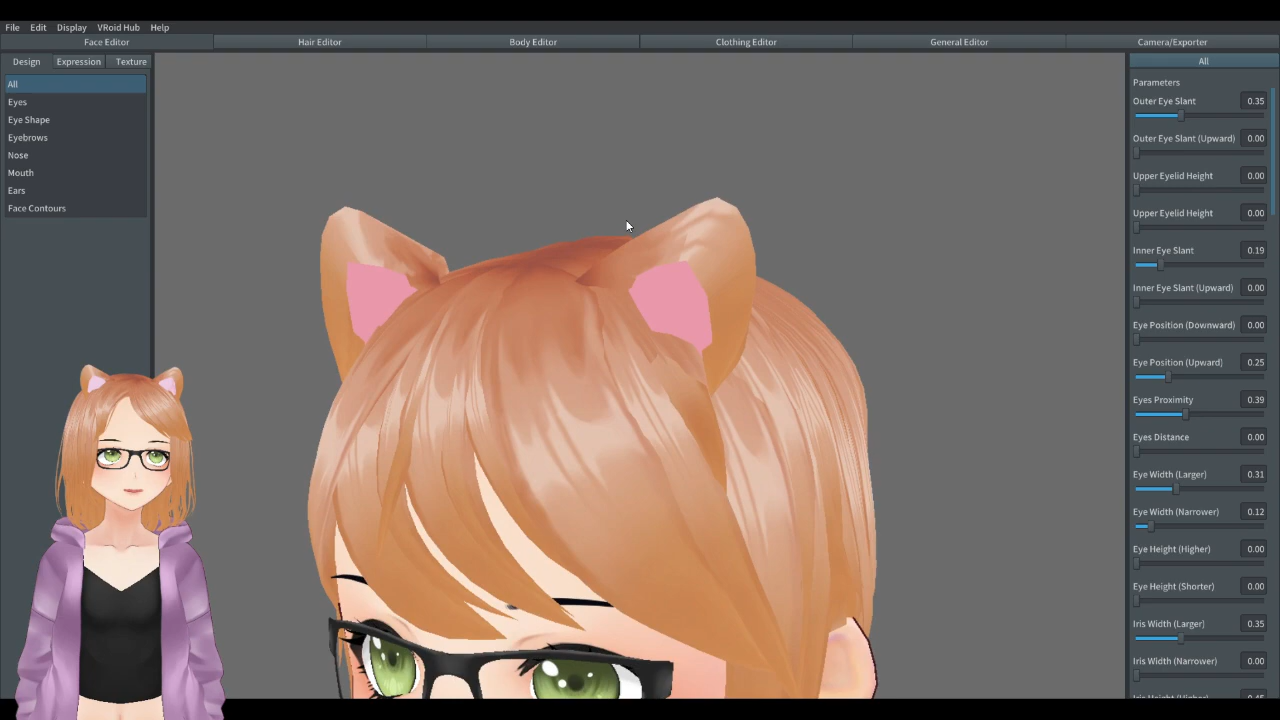 File Edit Display VRoid Hub Help
Face Editor Hair Editor Body Editor Clothing Editor General Editor Camera/Exporter
Design Expression Texture
All
Eyes
Eye Shape
Eyebrows
Nose
Mouth
Ears
Face Contours
All
Parameters
Outer Eye Slant 0.35
Outer Eye Slant (Upward) 0.00
Upper Eyelid Height 0.00
Upper Eyelid Height 0.00
Inner Eye Slant 0.19
Inner Eye Slant (Upward) 0.00
Eye Position (Downward) 0.00
Eye Position (Upward) 0.25
Eyes Proximity 0.39
Eyes Distance 0.00
Eye Width (Larger) 0.31
Eye Width (Narrower) 0.12
Eye Height (Higher) 0.00
Eye Height (Shorter) 0.00
Iris Width (Larger) 0.35
Iris Width (Narrower) 0.00